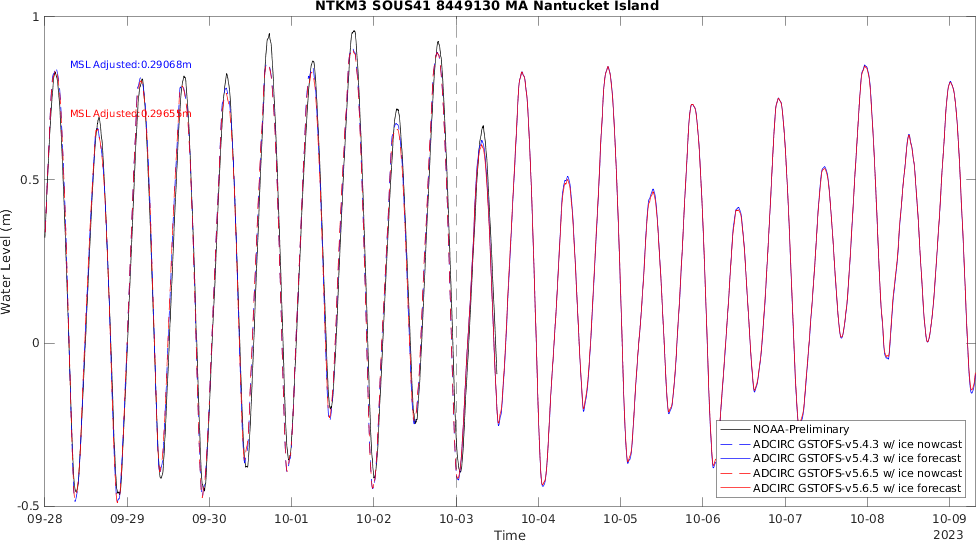 NTKM3 SOUS41 8449130 MA Nantucket Island
1
MSL Adjusted:0.29068m
MSL Adjusted:0.29655m
0.5
Water Level (m)
0
NOAA-Preliminary
ADCIRC GSTOFS-v5.4.3 w/ ice nowcast
ADCIRC GSTOFS-v5.4.3 w/ ice forecast
ADCIRC GSTOFS-v5.6.5 w/ ice nowcast
ADCIRC GSTOFS-v5.6.5 w/ ice forecast
-0.5
09-28 09-29 09-30 10-01 10-02 10-03 10-04 10-05 10-06 10-07 10-08 10-09
Time 2023